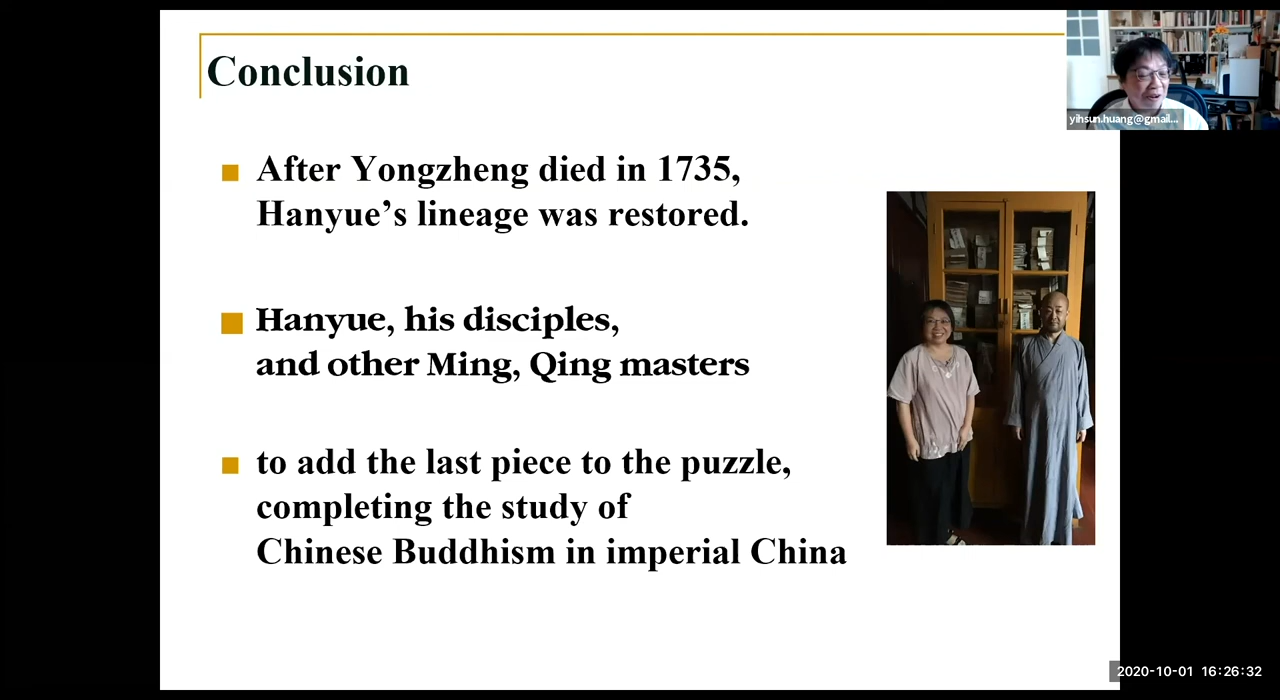 Conclusion
After Yongzheng died in 1735,
Hanyue’s lineage was restored.
Hanyue, his disciples,
and other Ming, Qing masters
to add the last piece to the puzzle,
completing the study of
Chinese Buddhism in imperial China
yihsun.huang@gmail...
2020-10-01 16:26:32